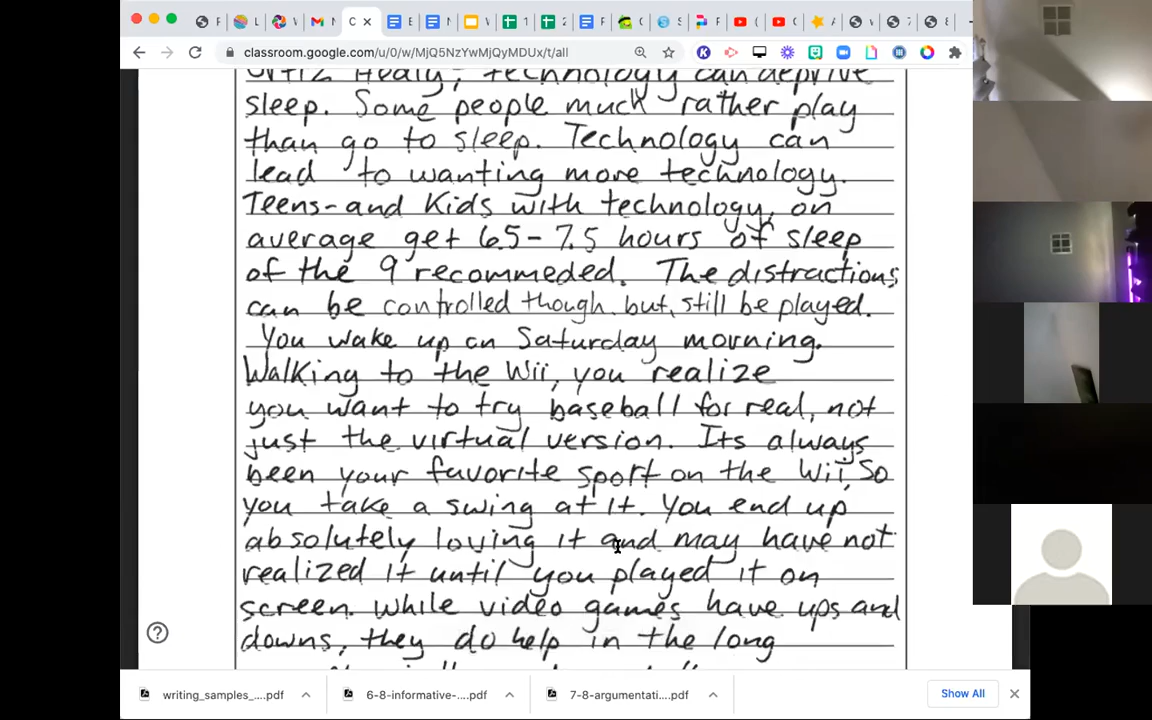 classroom.google.com/u/0/w/MjQ5NzYwMjQyMDUx/t/all
Ortiz Healy, technology can deprive
sleep. Some people much rather play
than go to sleep. Technology can
lead to wanting more technology.
Teens-and Kids with technology, on
average get 6.5-7.5 hours of sleep
of the 9 recommeded. The distractions
can be controlled though but, still be played.
You wake up on Saturday morning.
Walking to the Wii, you realize
you want to try baseball for real, not
just the virtual version. Its always
been your favorite sport on the Wii, So
you take a swing at it. You end up
absolutely loving it and may have not
realized it until you played it on
screen. While video games have ups and
downs, they do help in the long
writing_samples_....pdf
6-8-informative-....pdf
7-8-argumentati....pdf
Show All